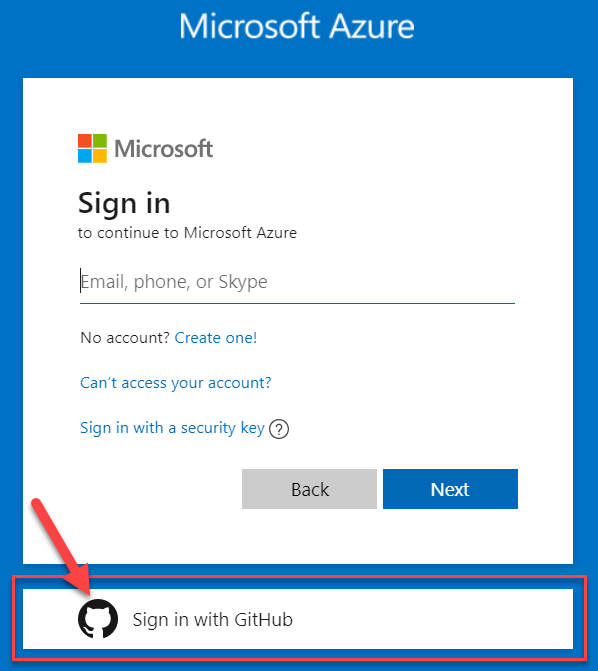 Microsoft Azure
Microsoft
Sign in
to continue to Microsoft Azure
Email, phone, or Skype
No account? Create one!
Can't access your account?
Sign in with a security key ?
Back
Next
Sign in with GitHub